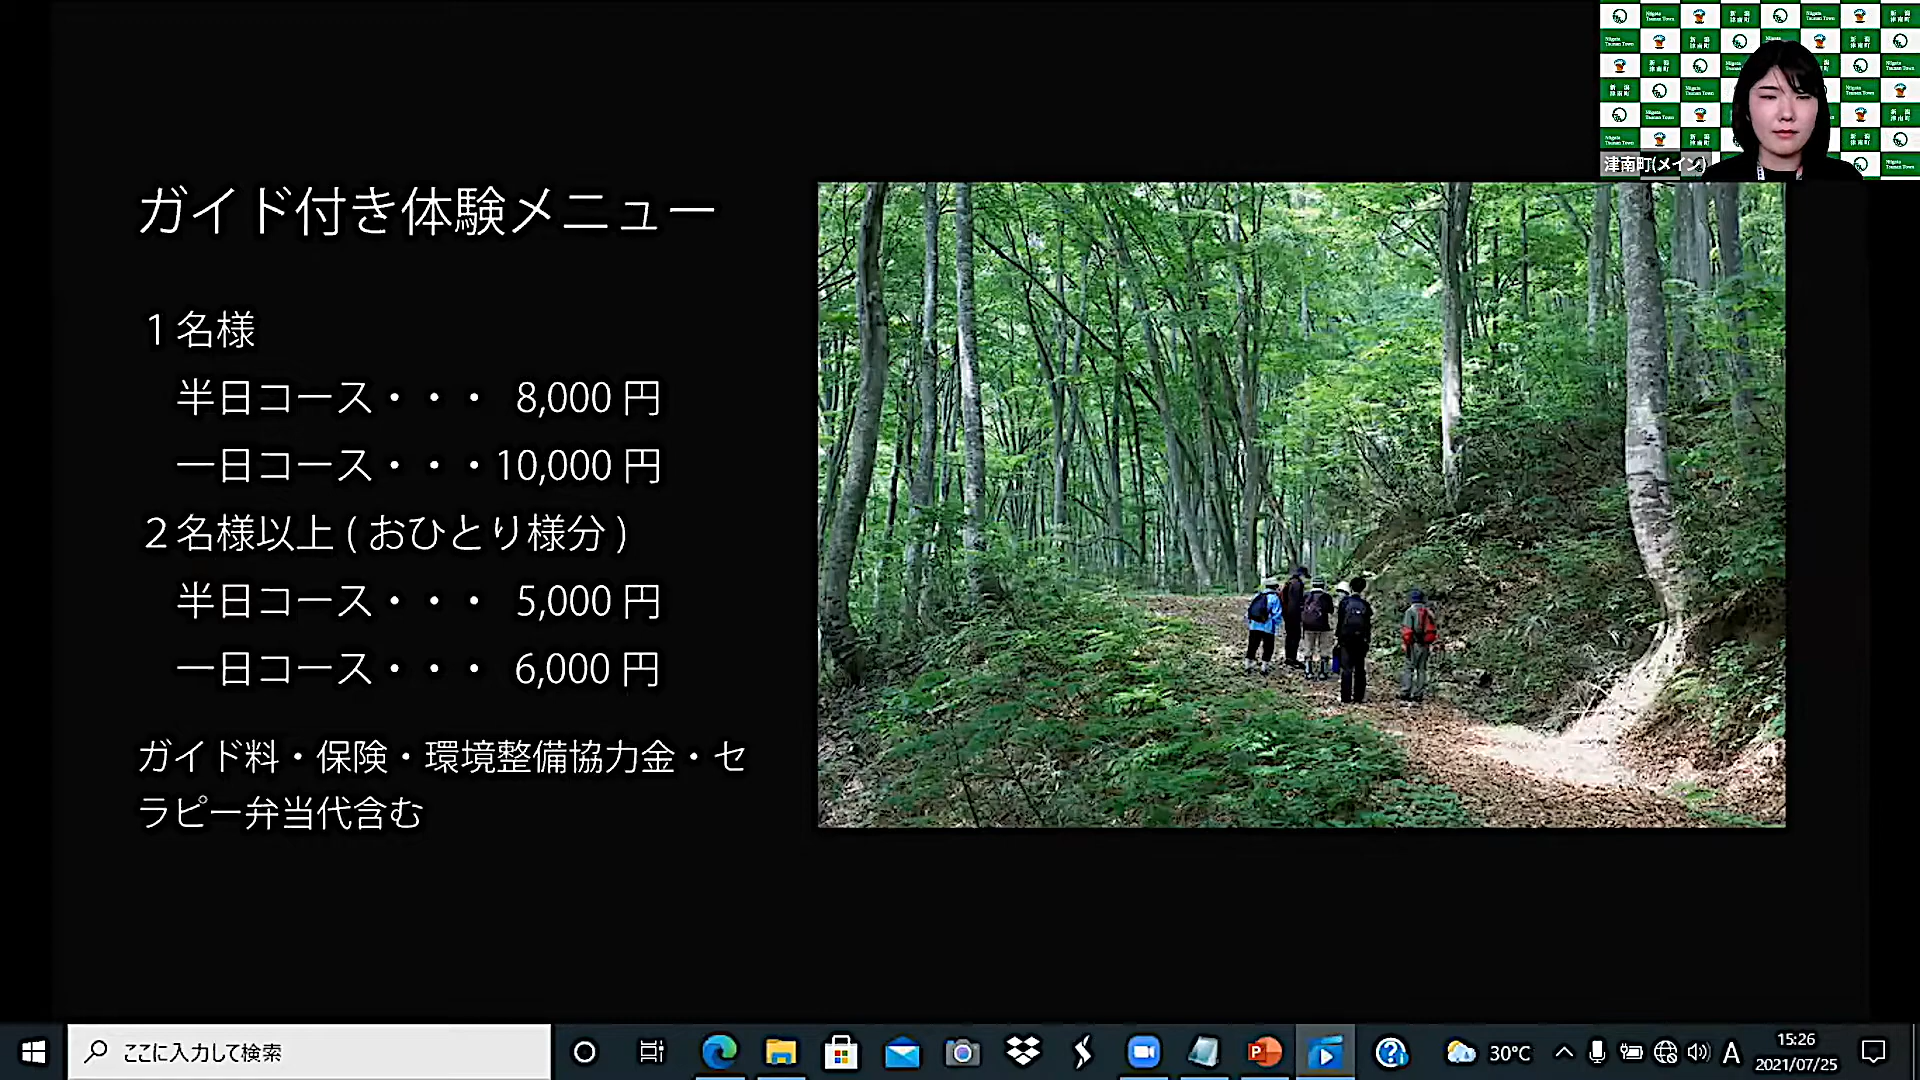 ガイド付き体験メニュー
１名様
半日コース・・・ 8,000 円
一日コース・・・10,000 円
２名様以上 ( おひとり様分 )
半日コース・・・ 5,000 円
一日コース・・・ 6,000 円
ガイド料・保険・環境整備協力金・セ
ラピー弁当代含む
津南町(メイン)
ここに入力して検索
30°C
A
15:26
2021/07/25